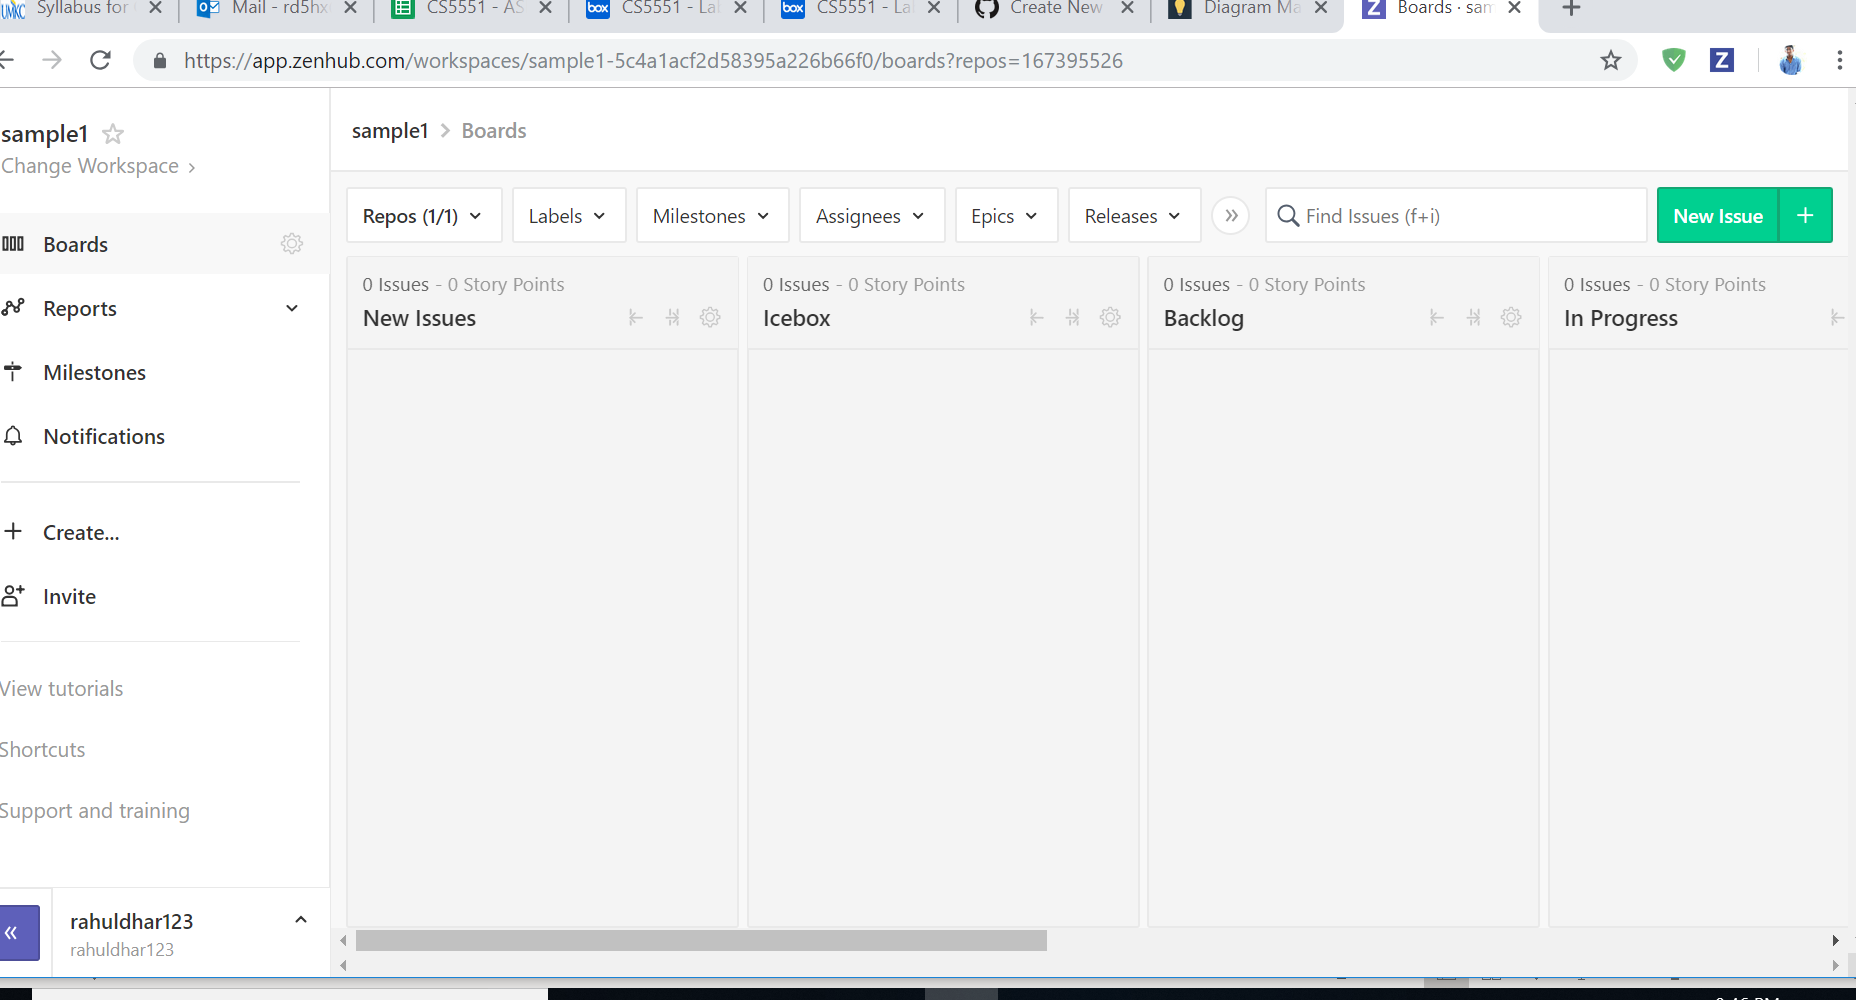 UMKC Syllabus for Mail - rd5hx CS5551 - AS box CS5551 - La box CS5551 - La Create New Diagram Ma Z Boards · sam
https://app.zenhub.com/workspaces/sample1-5c4a1acf2d58395a226b66f0/boards?repos=167395526 Z
sample1
Change Workspace ›
Boards
Reports
Milestones
Notifications
Create...
Invite
View tutorials
Shortcuts
Support and training
rahuldhar123
rahuldhar123
sample1 > Boards
Repos (1/1) Labels Milestones Assignees Epics Releases » Find Issues (f+i) New Issue +
0 Issues - 0 Story Points
New Issues
0 Issues - 0 Story Points
Icebox
0 Issues - 0 Story Points
Backlog
0 Issues - 0 Story Points
In Progress